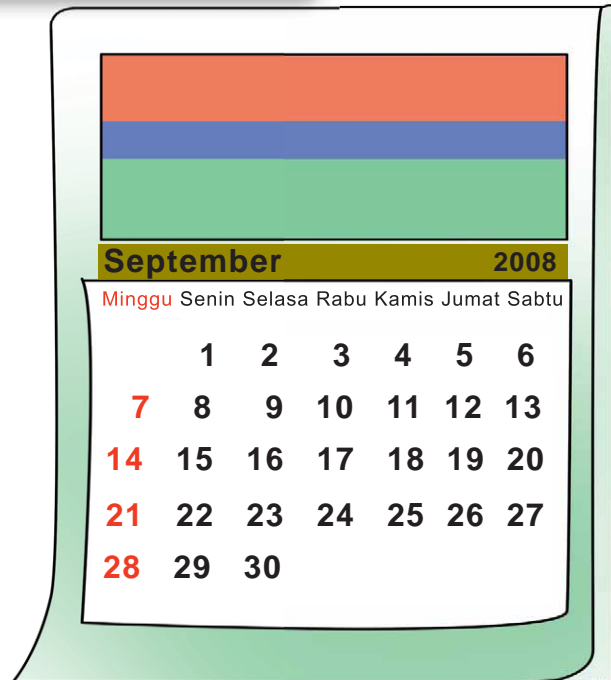 September 2008
Minggu Senin Selasa Rabu Kamis Jumat Sabtu
1 2 3 4 5 6
7 8 9 10 11 12 13
14 15 16 17 18 19 20
21 22 23 24 25 26 27
28 29 30